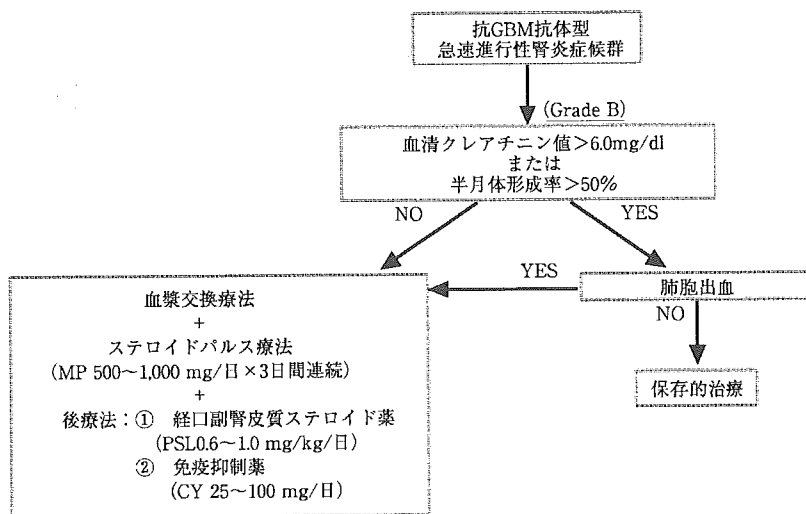 抗GBM抗体型
急速進行性腎炎症候群
(Grade B)
血清クレアチニン値＞6.0mg/dl
または
半月体形成率＞50%
NO
YES
YES
肺胞出血
NO
保存的治療
血漿交換療法
+
ステロイドパルス療法
(MP 500〜1,000 mg/日×3日間連続)
+
後療法：① 経口副腎皮質ステロイド薬
(PSL0.6〜1.0 mg/kg/日)
② 免疫抑制薬
(CY 25〜100 mg/日)